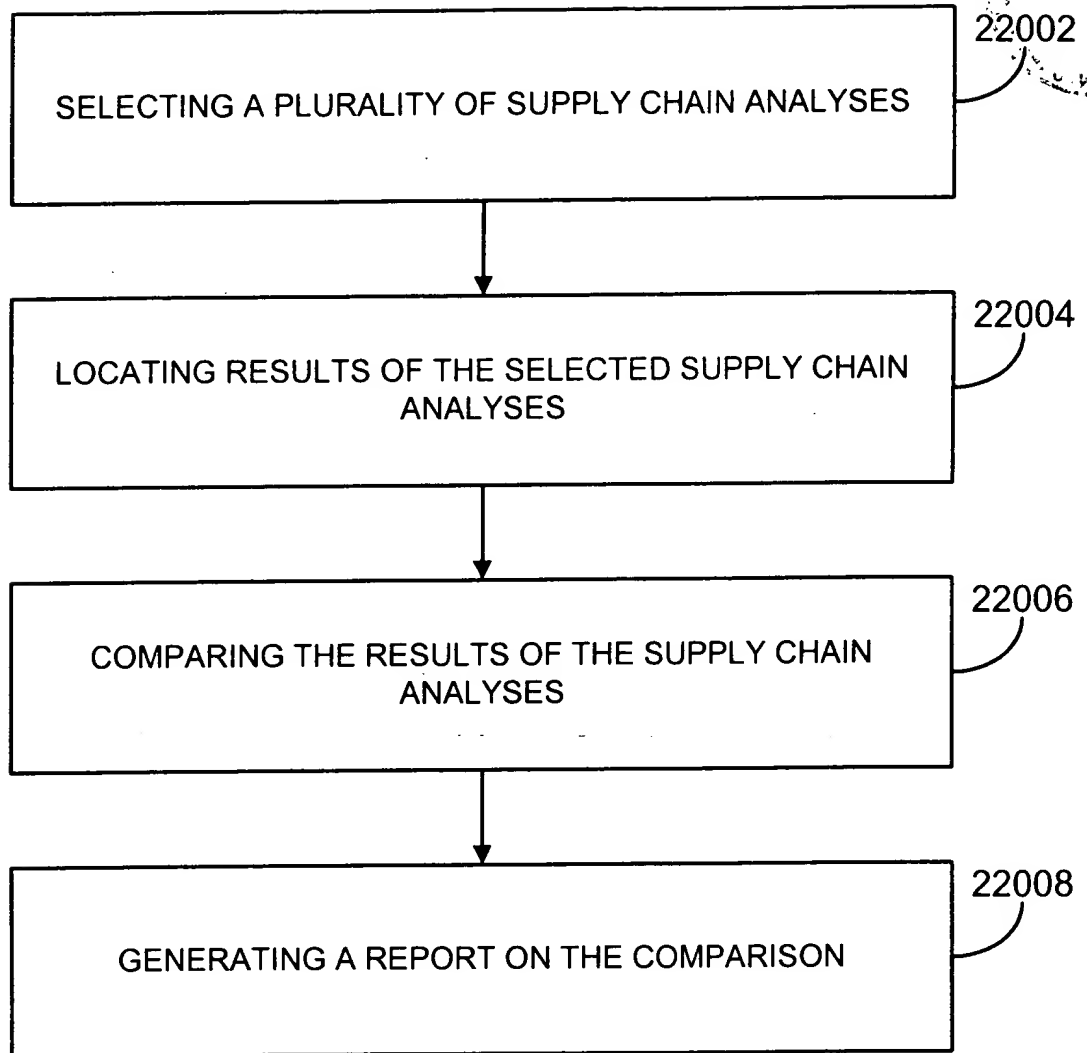 22002
SELECTING A PLURALITY OF SUPPLY CHAIN ANALYSES
22004
LOCATING RESULTS OF THE SELECTED SUPPLY CHAIN
ANALYSES
22006
COMPARING THE RESULTS OF THE SUPPLY CHAIN
ANALYSES
22008
GENERATING A REPORT ON THE COMPARISON